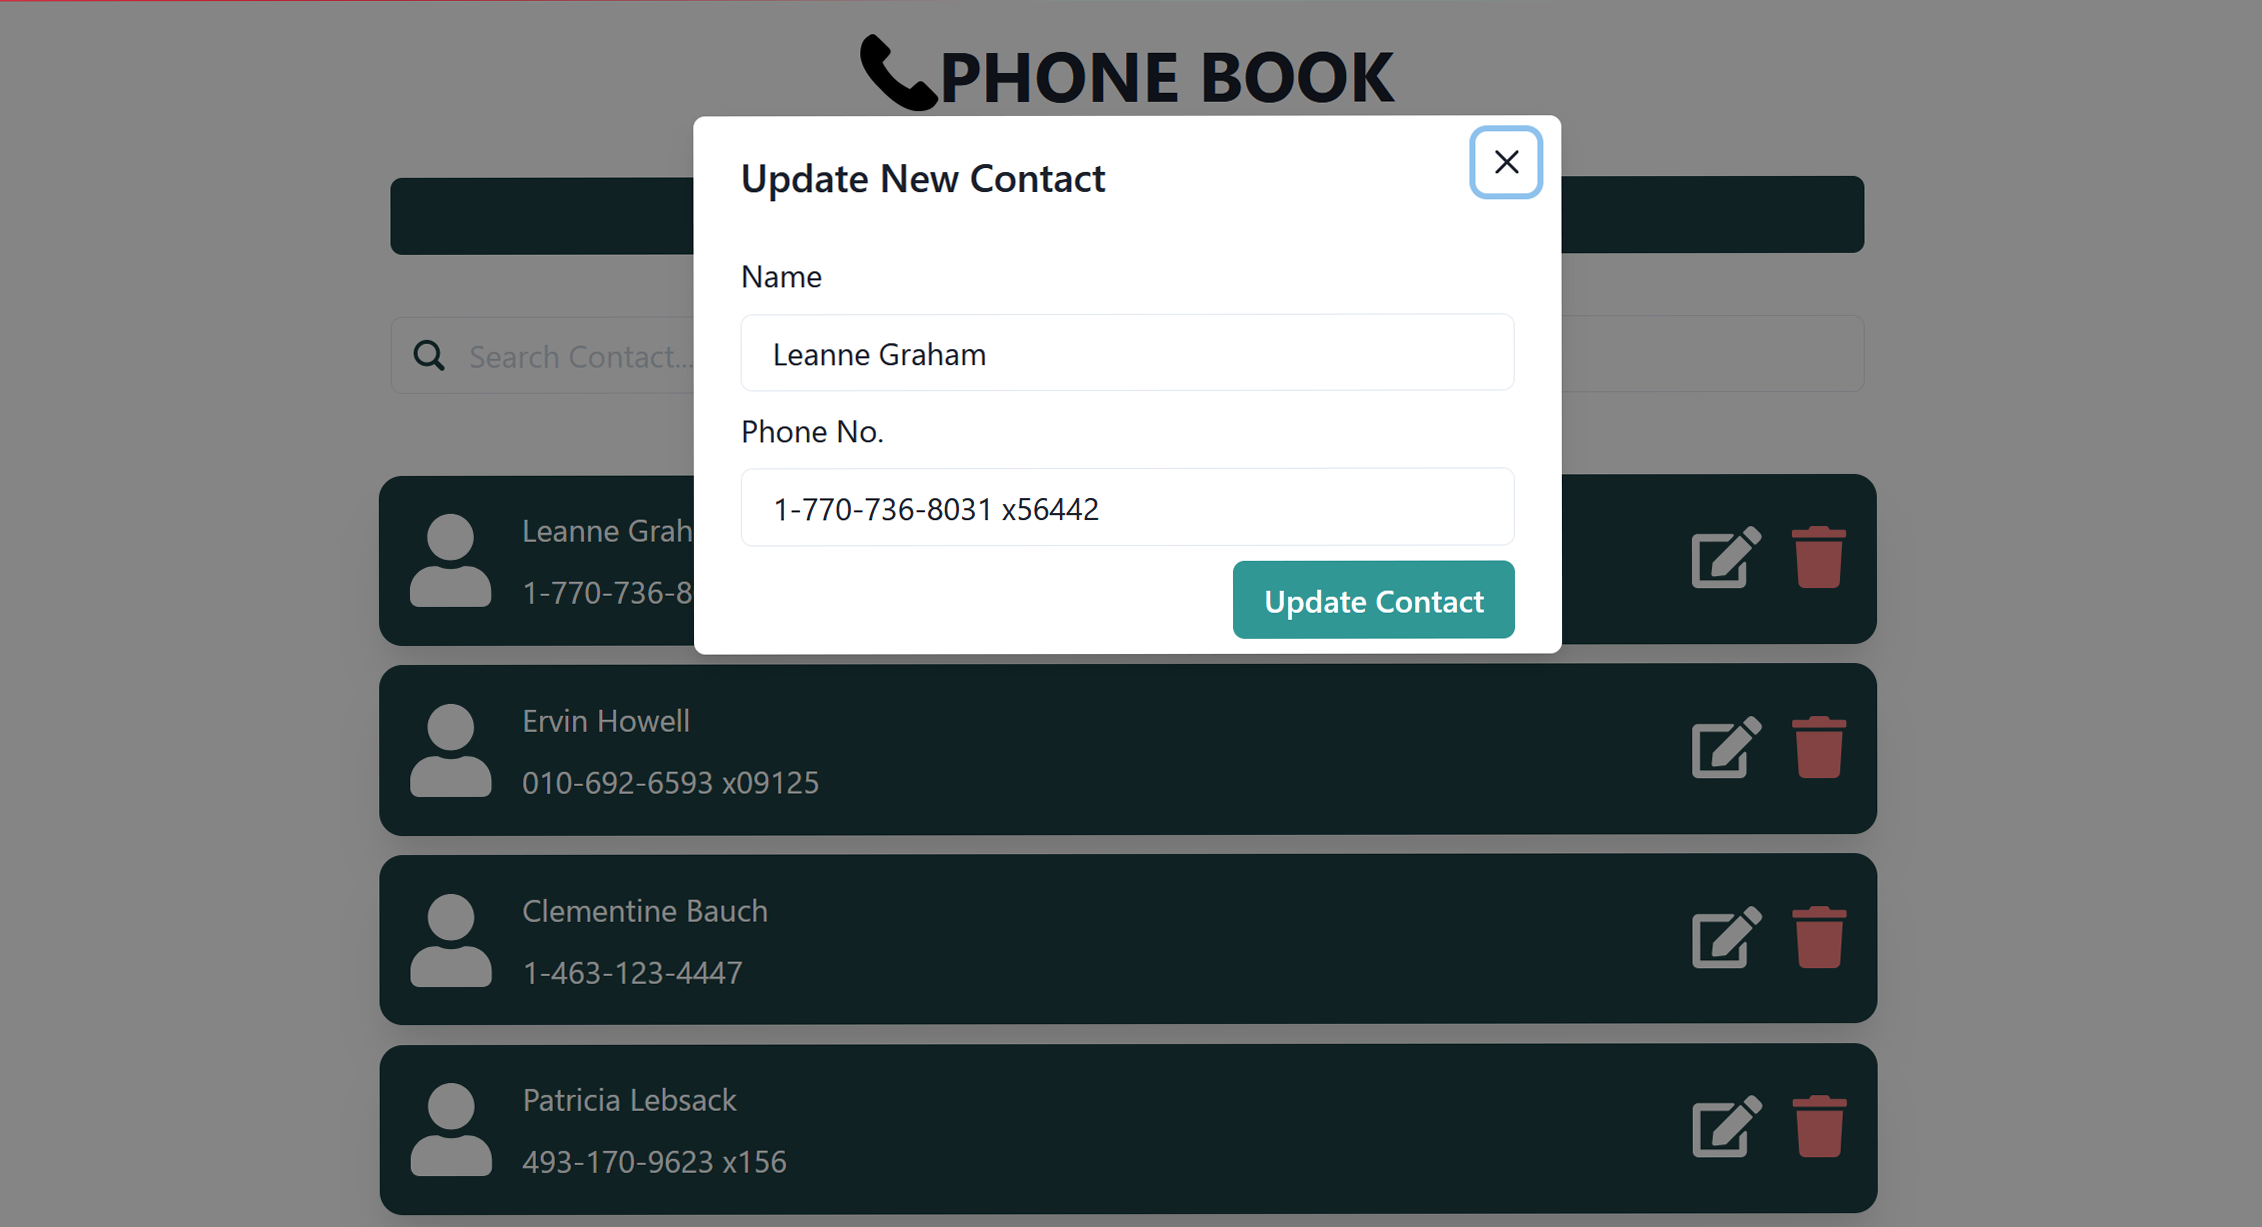 PHONE BOOK
Update New Contact
Name
Leanne Graham
Phone No.
1-770-736-8031 x56442
Update Contact
Search Contact...
Leanne Grah
1-770-736-8
Ervin Howell
010-692-6593 x09125
Clementine Bauch
1-463-123-4447
Patricia Lebsack
493-170-9623 x156